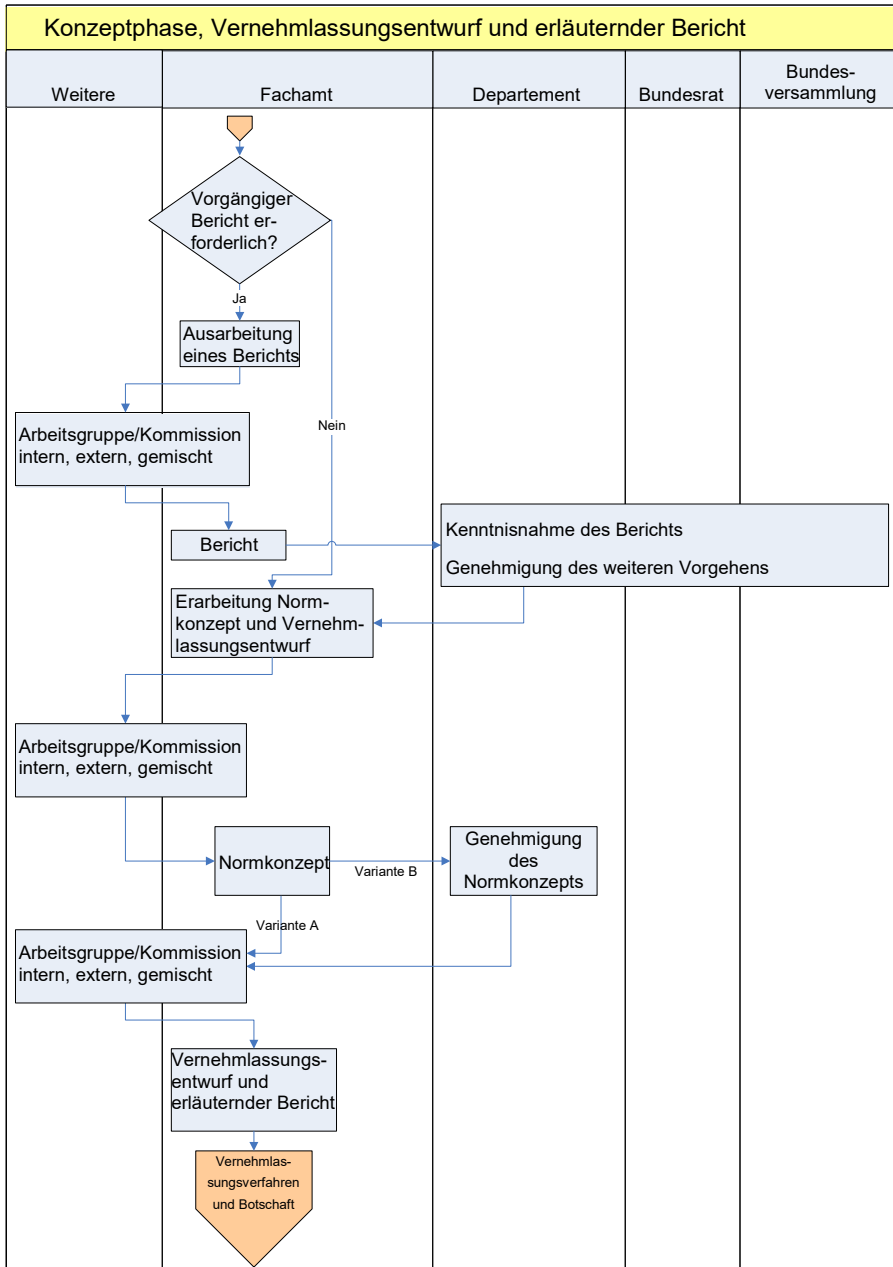 Konzeptphase, Vernehmlassungsentwurf und erläuternder Bericht
Weitere
Fachamt
Departement
Bundesrat
Bundes-
versammlung
Vorgängiger
Bericht er-
forderlich?
Ja
Ausarbeitung
eines Berichts
Nein
Arbeitsgruppe/Kommission
intern, extern, gemischt
Bericht
Kenntnisnahme des Berichts
Genehmigung des weiteren Vorgehens
Erarbeitung Norm-
konzept und Vernehm-
lassungsentwurf
Arbeitsgruppe/Kommission
intern, extern, gemischt
Normkonzept
Variante B
Genehmigung
des
Normkonzepts
Variante A
Arbeitsgruppe/Kommission
intern, extern, gemischt
Vernehmlassungs-
entwurf und
erläuternder Bericht
Vernehmlas-
sungsverfahren
und Botschaft